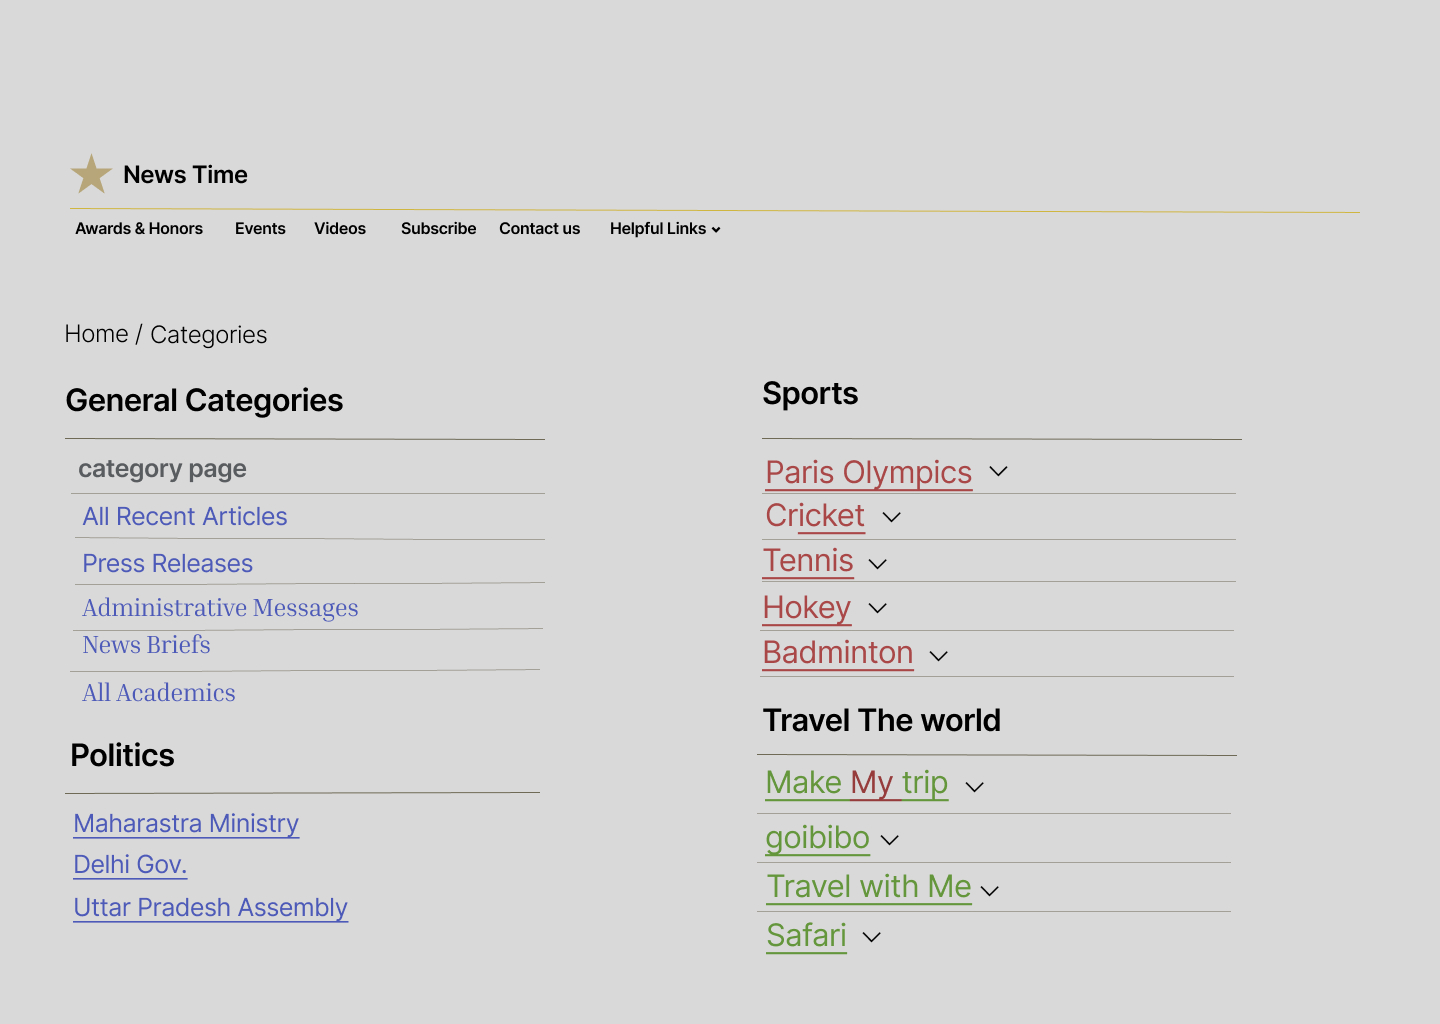 News Time
Awards & Honors Events Videos Subscribe Contact us Helpful Links
Home / Categories
General Categories
category page
All Recent Articles
Press Releases
Administrative Messages
News Briefs
All Academics
Politics
Maharastra Ministry
Delhi Gov.
Uttar Pradesh Assembly
Sports
Paris Olympics
Cricket
Tennis
Hokey
Badminton
Travel The world
Make My trip
goibibo
Travel with Me
Safari